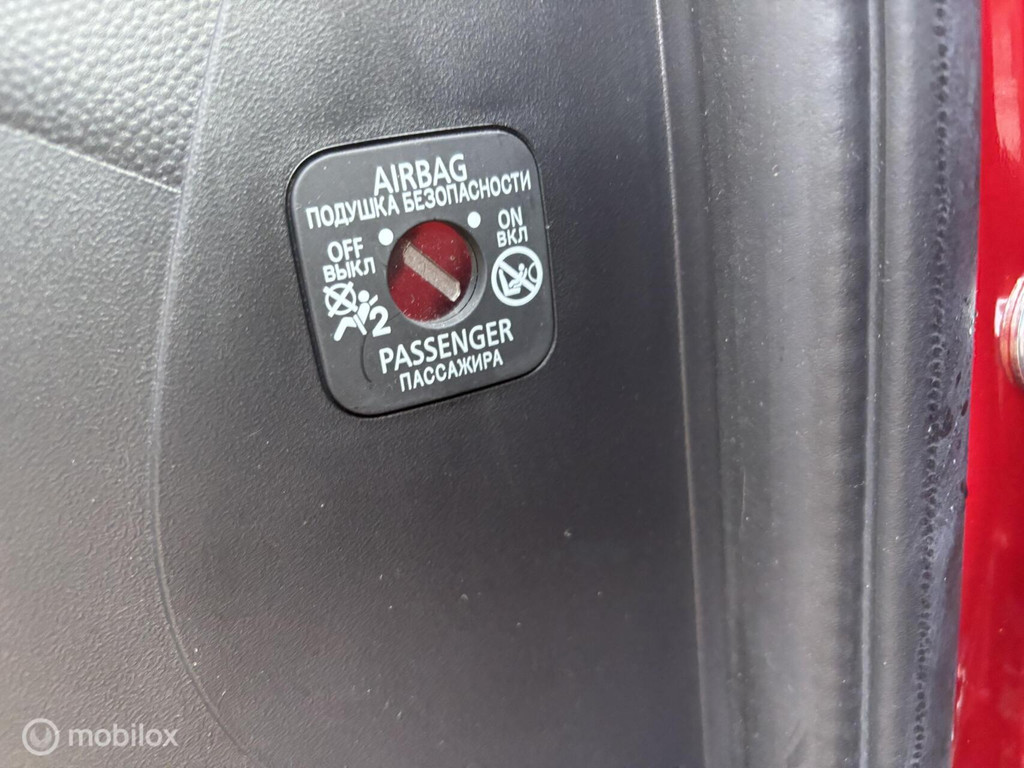 AIRBAG
ПОДУШКА БЕЗОПАСНОСТИ
OFF
ВЫКЛ
ON
ВКЛ
2
PASSENGER
ПАССАЖИРА
mobilox